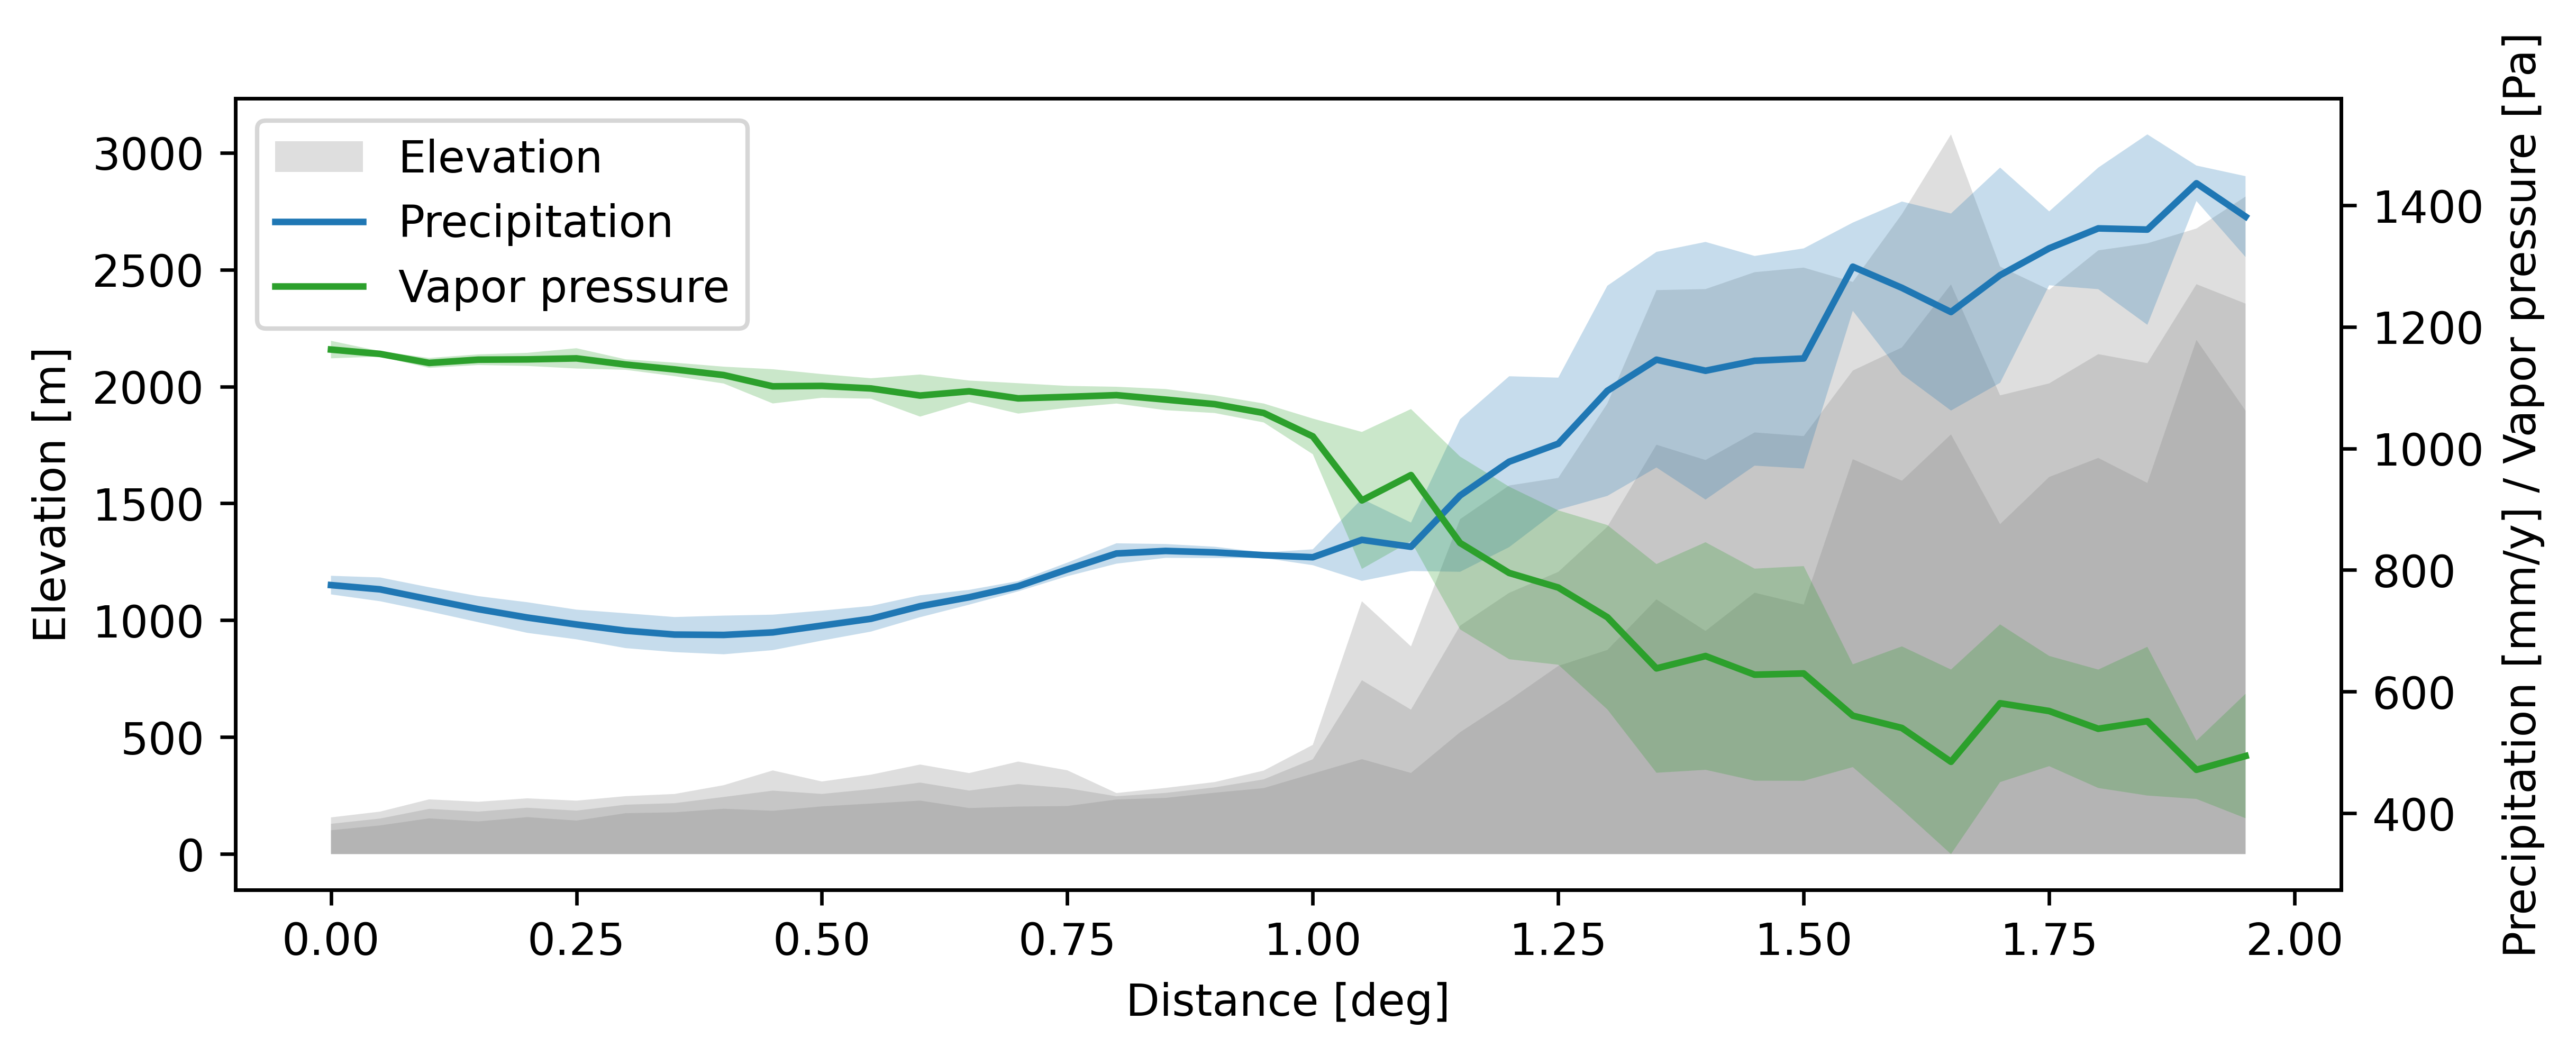 Elevation
Precipitation
Vapor pressure
Elevation [m]
3000
2500
2000
1500
1000
500
0
1400
1200
1000
800
600
400
Precipitation [mm/y] / Vapor pressure [Pa]
0.00 0.25 0.50 0.75 1.00 1.25 1.50 1.75 2.00
Distance [deg]